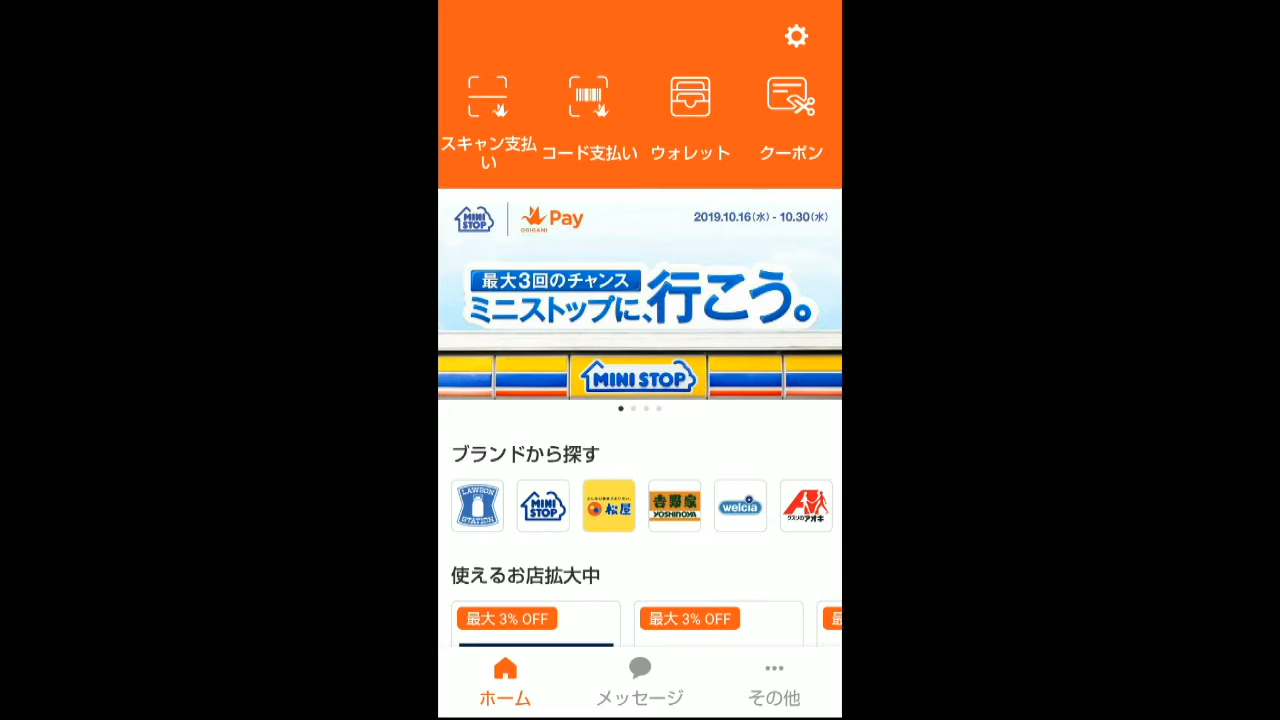 スキャン支払
い
コード支払い
ウォレット
クーポン
MINI
STOP
Pay
ORIGAMI
2019.10.16(水) - 10.30(水)
最大3回のチャンス
ミニストップに、行こう。
MINI STOP
ブランドから探す
LAWSON
STATION
MINI
STOP
松屋
吉野家
YOSHINOYA
welcia
クスリのアオキ
使えるお店拡大中
最大 3% OFF
最大 3% OFF
最
ホーム
メッセージ
その他